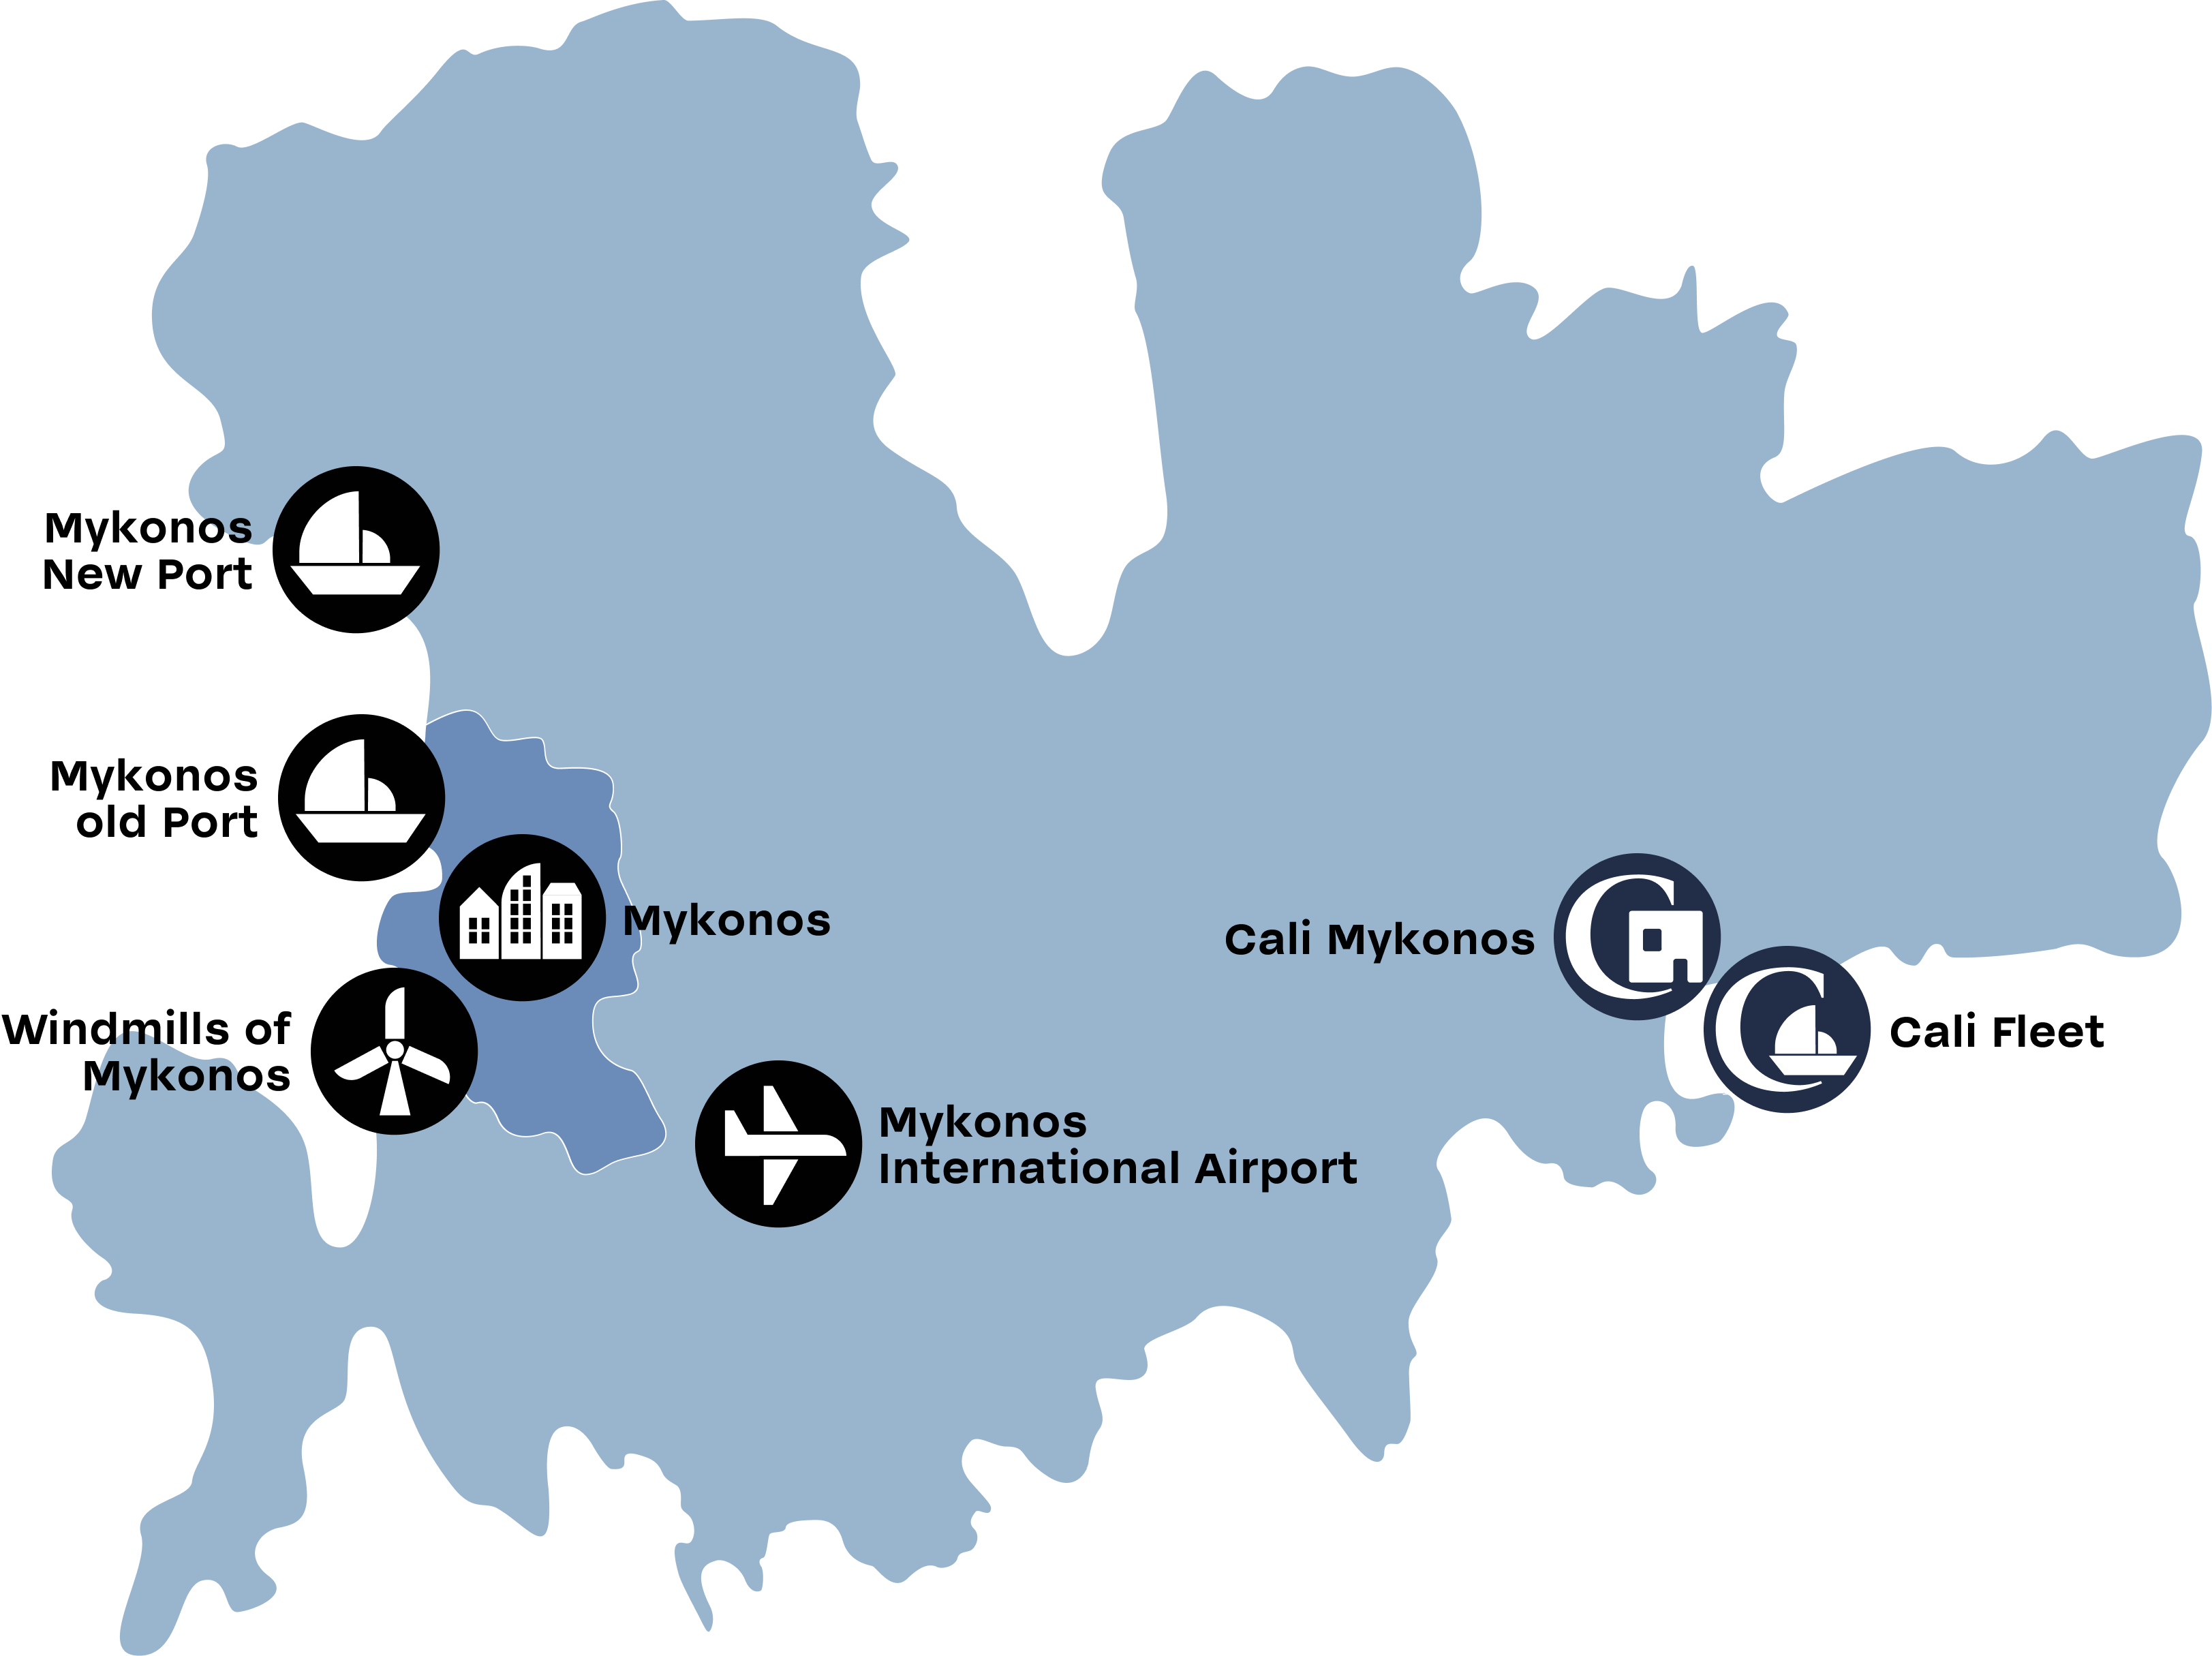 Mykonos
New Port
Mykonos
old Port
Mykonos
Cali Mykonos
Windmills of
Mykonos
Cali Fleet
Mykonos
International Airport